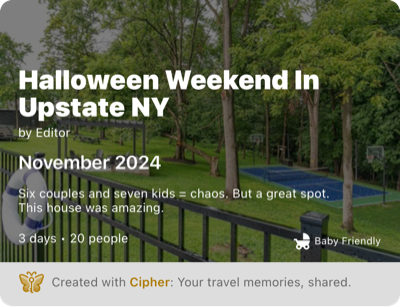 Halloween Weekend In
Upstate NY
by Editor
November 2024
Six couples and seven kids = chaos. But a great spot.
This house was amazing.
3 days • 20 people
Baby Friendly
Created with Cipher: Your travel memories, shared.